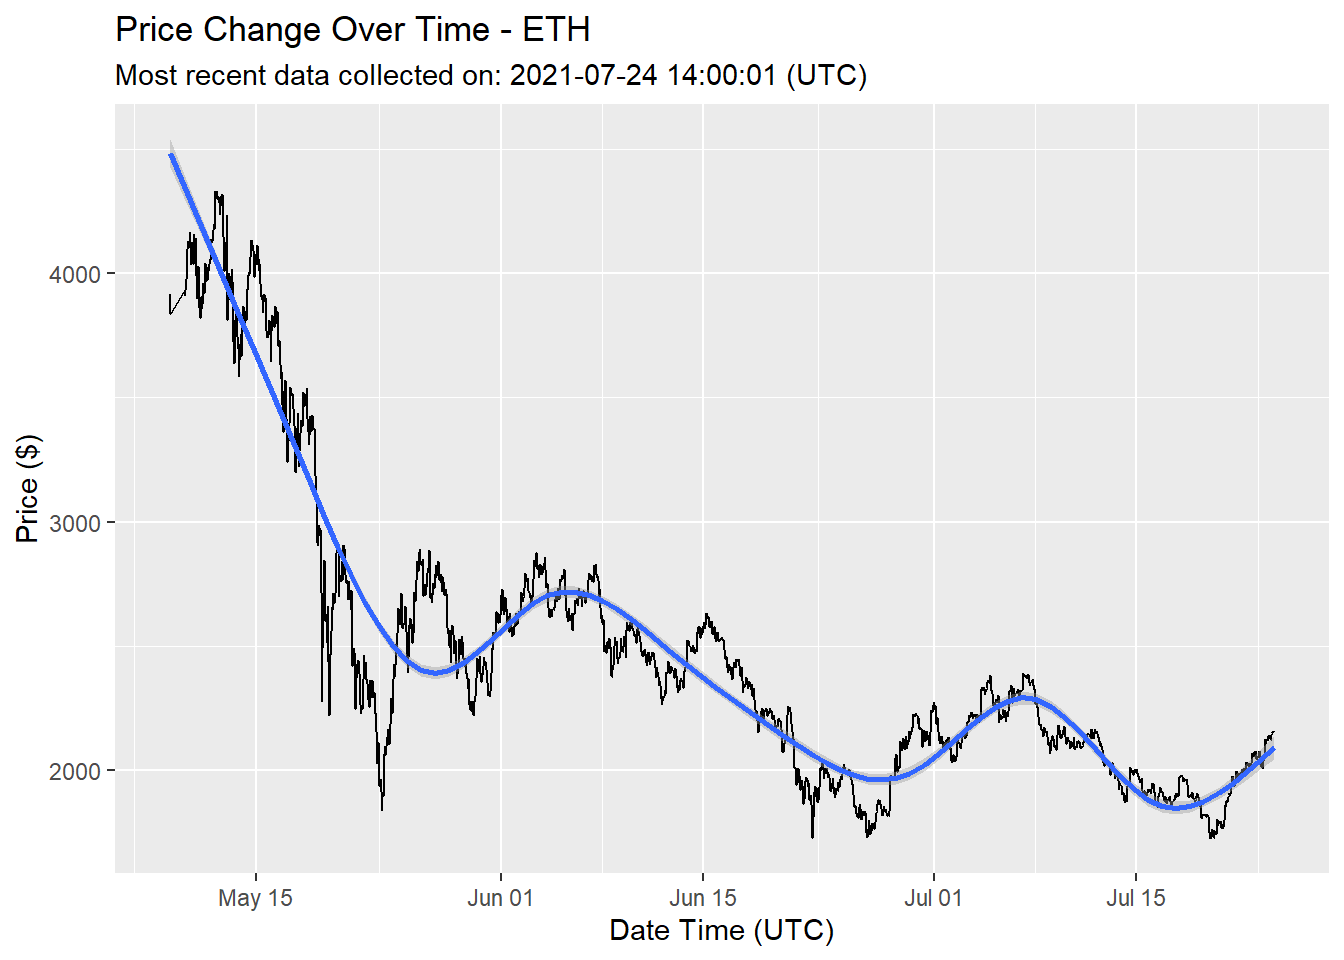 Price Change Over Time - ETH
Most recent data collected on: 2021-07-24 14:00:01 (UTC)
Price ($)
4000
3000
2000
May 15
Jun 01
Jun 15
Jul 01
Jul 15
Date Time (UTC)